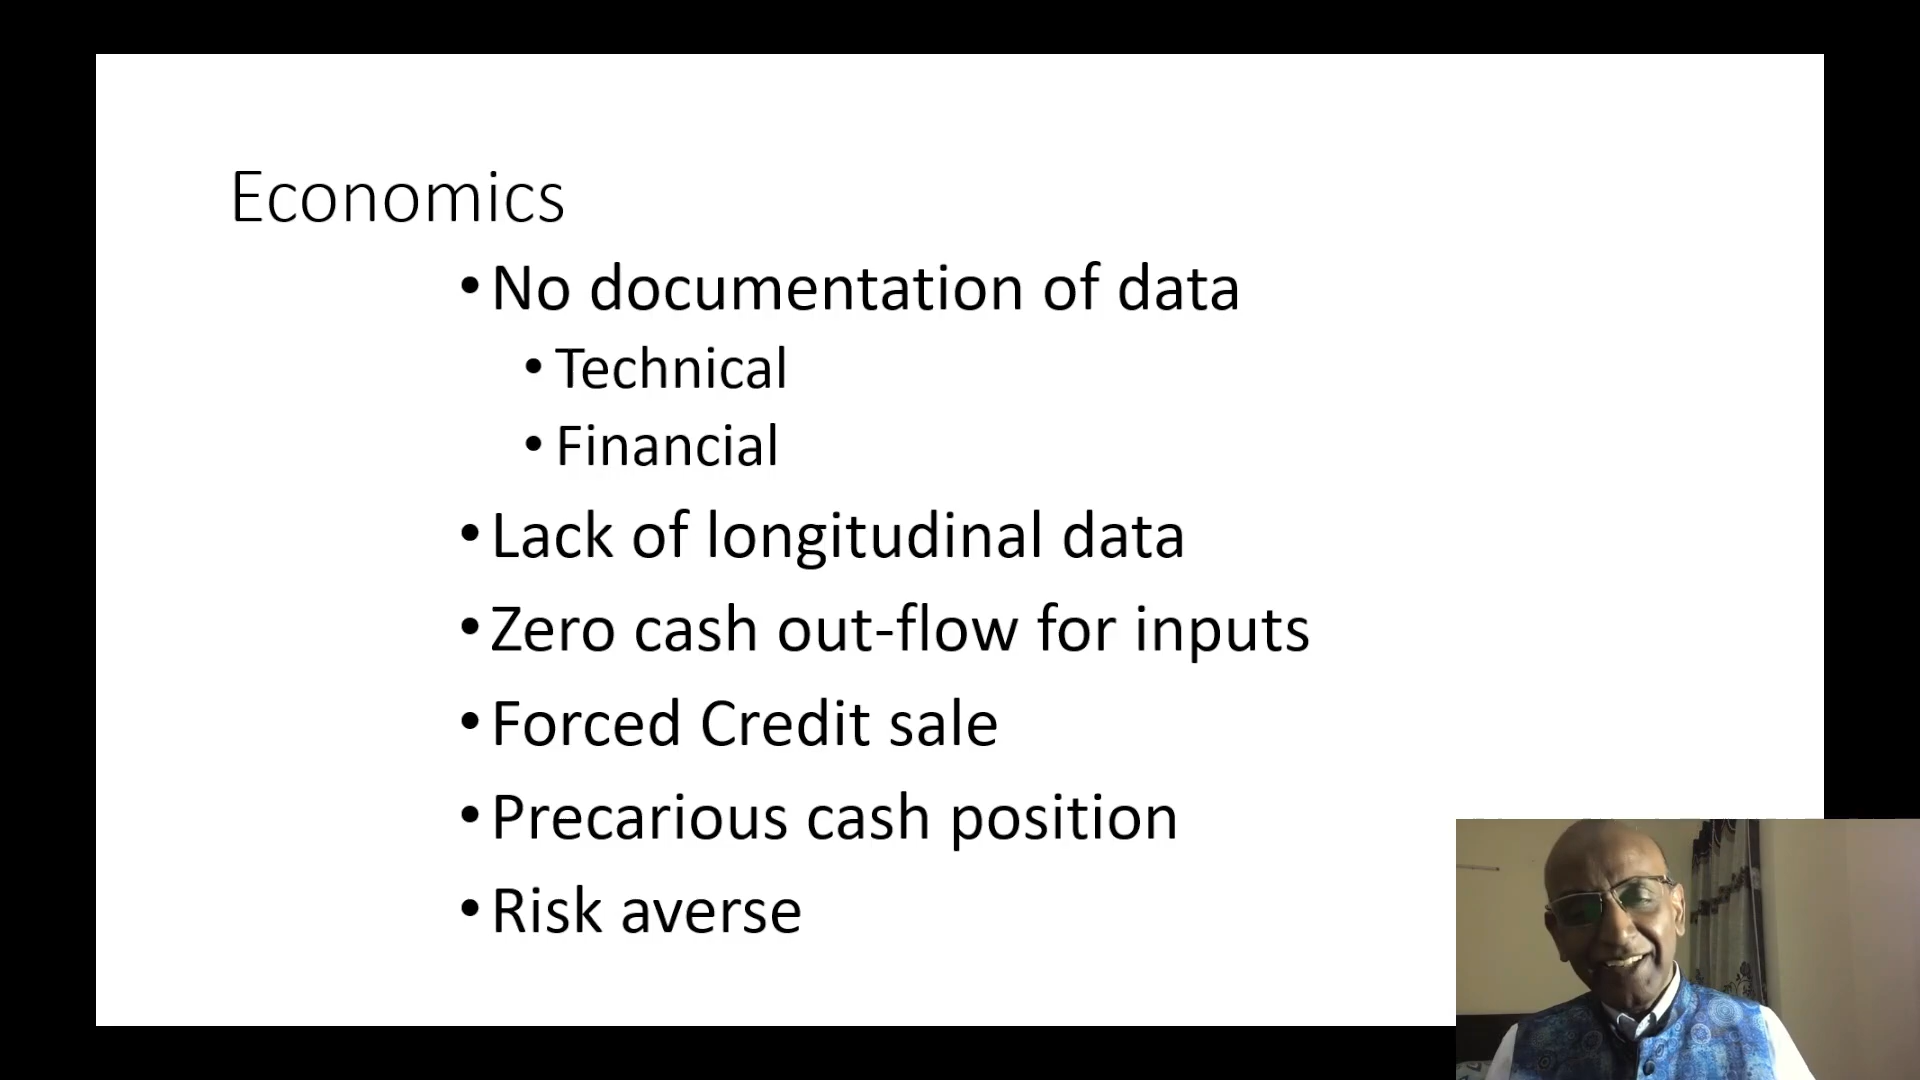 Economics
• No documentation of data
• Technical
• Financial
• Lack of longitudinal data
• Zero cash out-flow for inputs
• Forced Credit sale
• Precarious cash position
• Risk averse